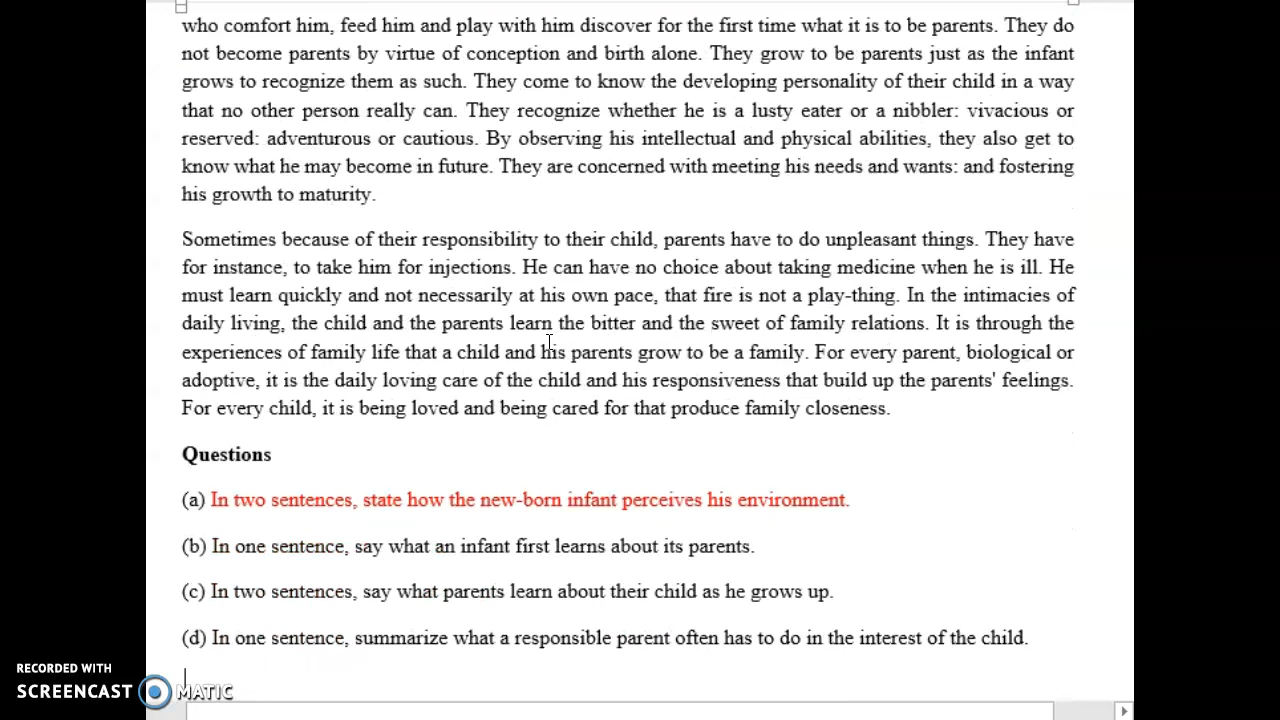 who comfort him, feed him and play with him discover for the first time what it is to be parents. They do
not become parents by virtue of conception and birth alone. They grow to be parents just as the infant
grows to recognize them as such. They come to know the developing personality of their child in a way
that no other person really can. They recognize whether he is a lusty eater or a nibbler: vivacious or
reserved: adventurous or cautious. By observing his intellectual and physical abilities, they also get to
know what he may become in future. They are concerned with meeting his needs and wants: and fostering
his growth to maturity.
Sometimes because of their responsibility to their child, parents have to do unpleasant things. They have
for instance, to take him for injections. He can have no choice about taking medicine when he is ill. He
must learn quickly and not necessarily at his own pace, that fire is not a play-thing. In the intimacies of
daily living, the child and the parents learn the bitter and the sweet of family relations. It is through the
experiences of family life that a child and his parents grow to be a family. For every parent, biological or
adoptive, it is the daily loving care of the child and his responsiveness that build up the parents' feelings.
For every child, it is being loved and being cared for that produce family closeness.
Questions
(a) In two sentences, state how the new-born infant perceives his environment.
(b) In one sentence, say what an infant first learns about its parents.
(c) In two sentences, say what parents learn about their child as he grows up.
(d) In one sentence, summarize what a responsible parent often has to do in the interest of the child.
RECORDED WITH
SCREENCAST MATIC